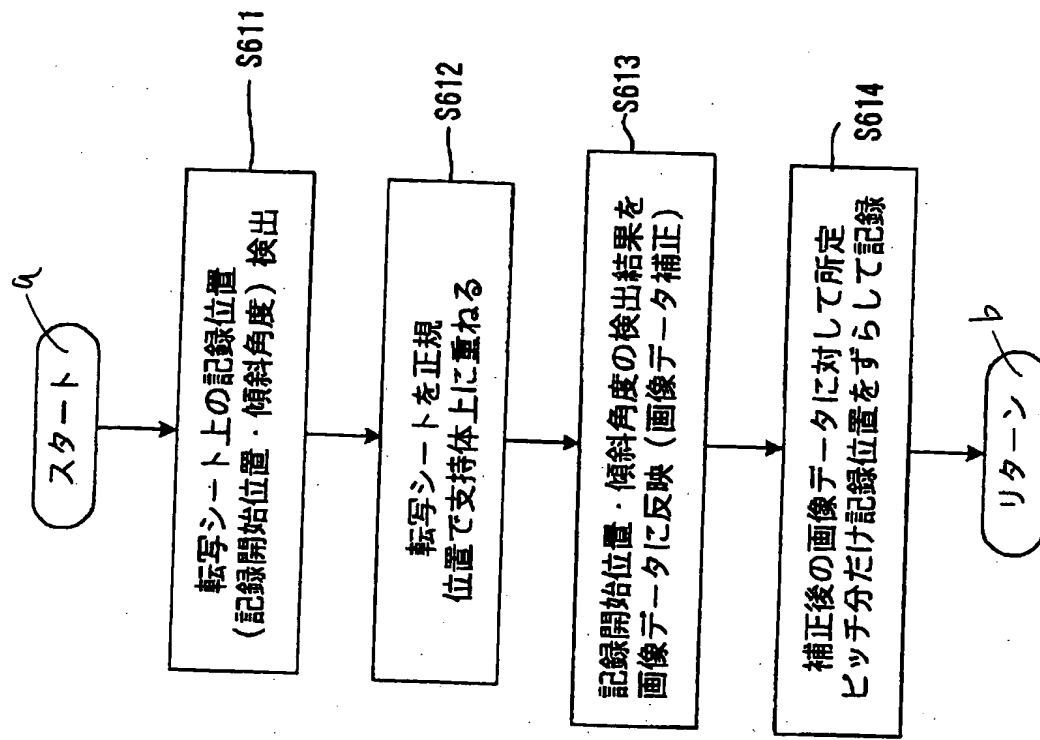 a
スタート
S611
転写シート上の記録位置
(記録開始位置・傾斜角度) 検出
S612
転写シートを正規
位置で支持体上に重ねる
S613
記録開始位置・傾斜角度の検出結果を
画像データに反映 (画像データ補正)
S614
補正後の画像データに対して所定
ピッチ分だけ記録位置をずらして記録
b
リターン